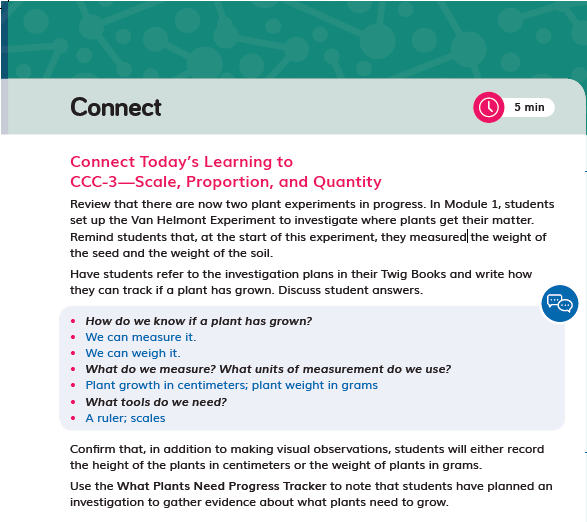 Connect
5 min
Connect Today's Learning to
CCC-3—Scale, Proportion, and Quantity
Review that there are now two plant experiments in progress. In Module 1, students
set up the Van Helmont Experiment to investigate where plants get their matter.
Remind students that, at the start of this experiment, they measured the weight of
the seed and the weight of the soil.
Have students refer to the investigation plans in their Twig Books and write how
they can track if a plant has grown. Discuss student answers.
• How do we know if a plant has grown?
• We can measure it.
• We can weigh it.
• What do we measure? What units of measurement do we use?
• Plant growth in centimeters; plant weight in grams
• What tools do we need?
• A ruler; scales
Confirm that, in addition to making visual observations, students will either record
the height of the plants in centimeters or the weight of plants in grams.
Use the What Plants Need Progress Tracker to note that students have planned an
investigation to gather evidence about what plants need to grow.